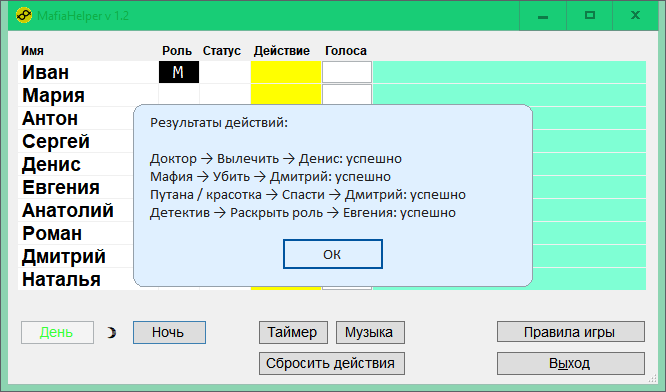 MafiaHelper v 1.2
Имя Роль Статус Действие Голоса
Иван М
Мария
Антон
Сергей
Денис
Евгения
Анатолий
Роман
Дмитрий
Наталья
Результаты действий:
Доктор → Вылечить → Денис: успешно
Мафия → Убить → Дмитрий: успешно
Путана / красотка → Спасти → Дмитрий: успешно
Детектив → Раскрыть роль → Евгения: успешно
ОК
День Ночь Таймер Музыка Правила игры
Сбросить действия Выход